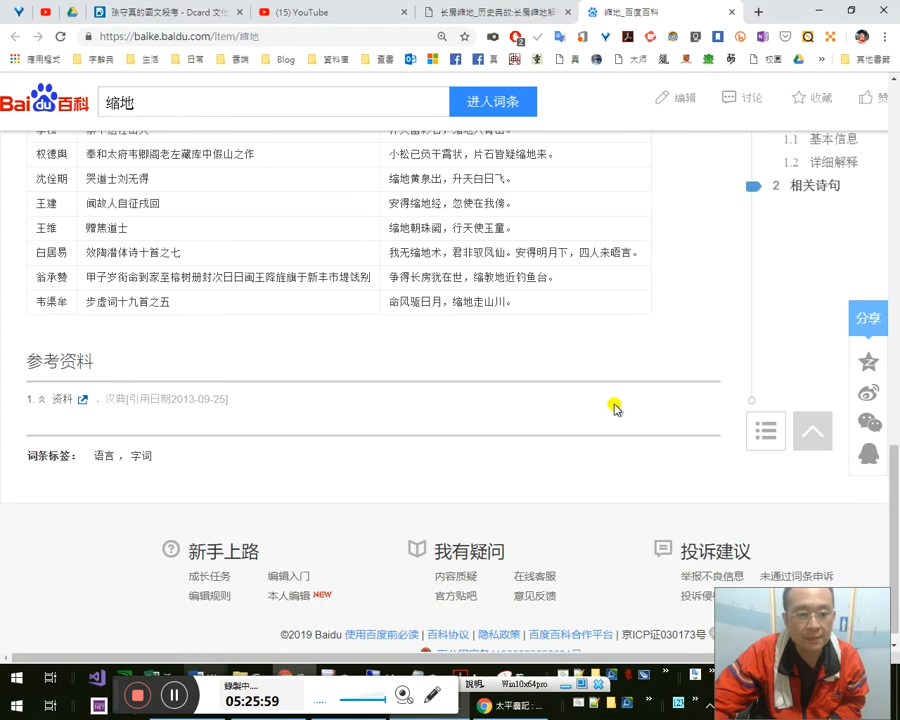 孫守真的國文段考 - Dcard 文化
(15) YouTube
长房縮地_历史典故:长房縮地解
缩地_百度百科
https://baike.baidu.com/item/縮地
2
應用程式
字辭典
生活
日常
雲端
Blog
資料庫
查書
真
真
大师
校園
其他書籤
Bai du 百科
缩地
进入词条
编辑
讨论
收藏
赞
1.1 基本信息
权德舆 奉和太府韦卿阁老左藏库中假山之作 小松已负干霄状，片石皆疑缩地来。
1.2 详细解释
沈佺期 哭道士刘无得 缩地黄泉出，升天白日飞。
2 相关诗句
王建 闻故人自征戍回 安得缩地经，忽使在我傍。
王维 赠焦道士 缩地朝珠阙，行天使玉童。
白居易 效陶潜体诗十首之七 我无缩地术，君非驭风仙。安得明月下，四人来晤言。
翁承赞 甲子岁衔命到家至榕树册封次日日闽王降旌旗于新丰市堤饯别 争得长房犹在世，缩教地近钓鱼台。
韦渠牟 步虚词十九首之五 命风驱日月，缩地走山川。
分享
参考资料
1. 资料 . 汉典[引用日期2013-09-25]
词条标签： 语言 ， 字词
新手上路
我有疑问
投诉建议
成长任务 编辑入门 内容质疑 在线客服 举报不良信息 未通过词条申诉
编辑规则 本人编辑 NEW 官方贴吧 意见反馈
©2019 Baidu 使用百度前必读 | 百科协议 | 隐私政策 | 百度百科合作平台 | 京ICP证030173号
錄製中....
05:25:59
說明
Win10x64pro
太平廣記：...